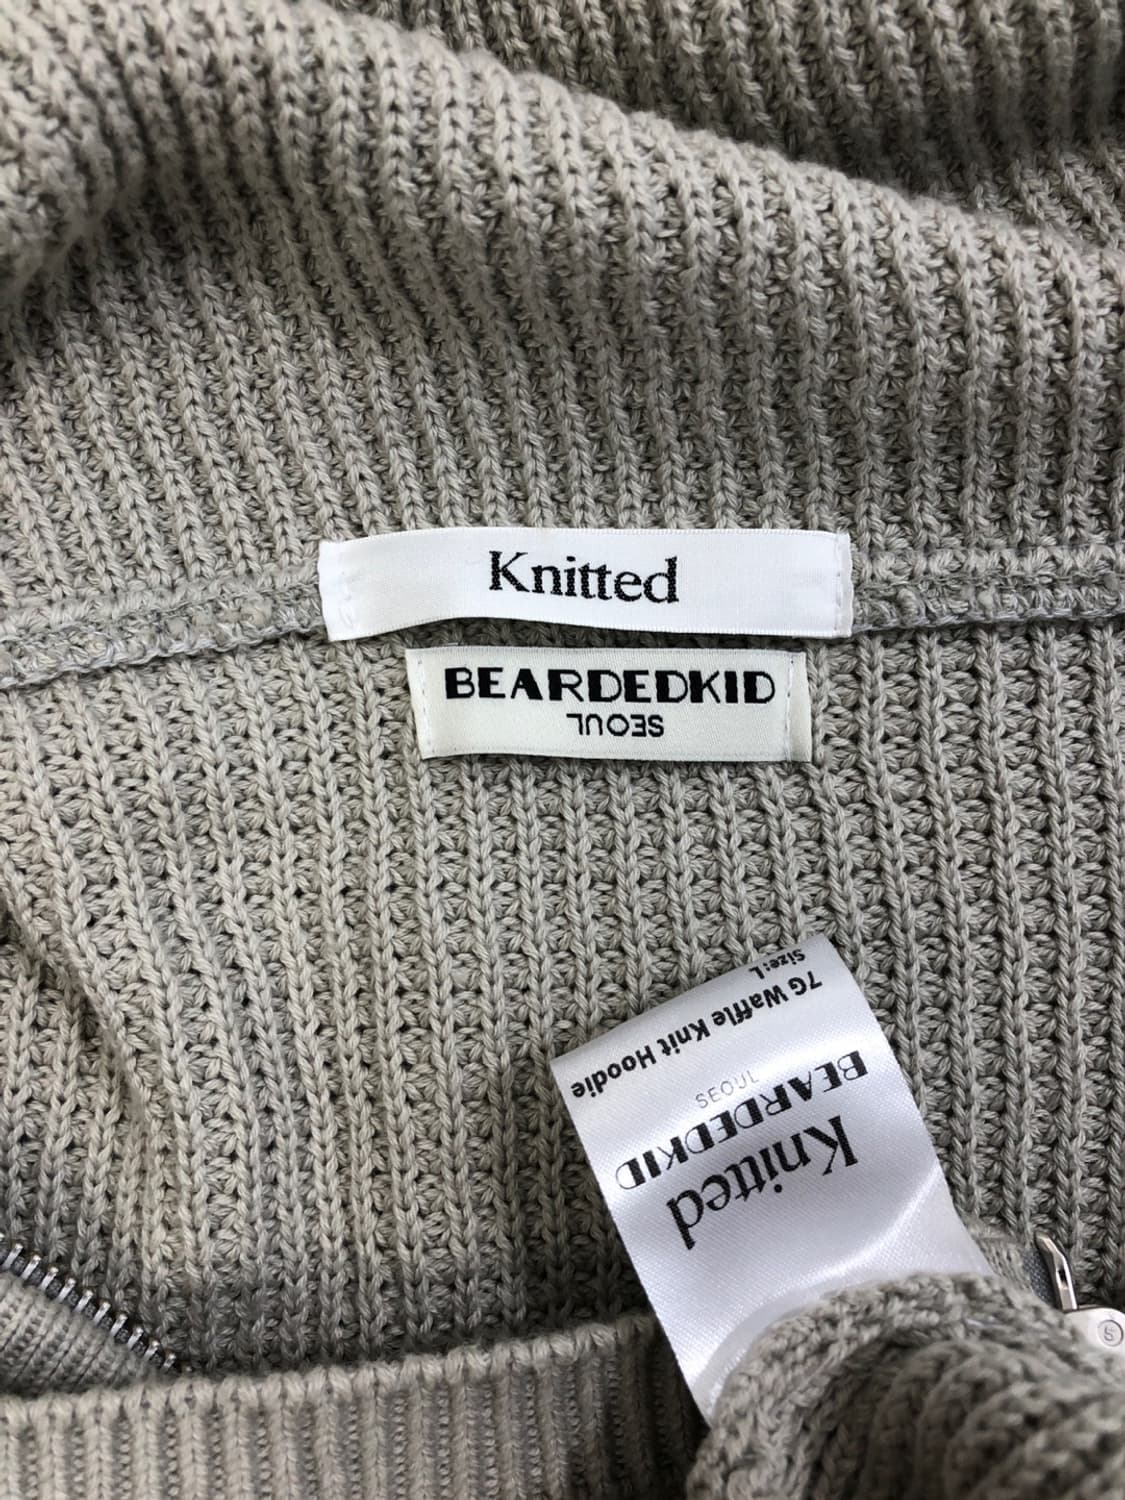 Knitted
BEARDEDKID
SEOUL
Knitted
BEARDEDKID
SEOUL
7G Waffle Knit Hoodie
Size: L